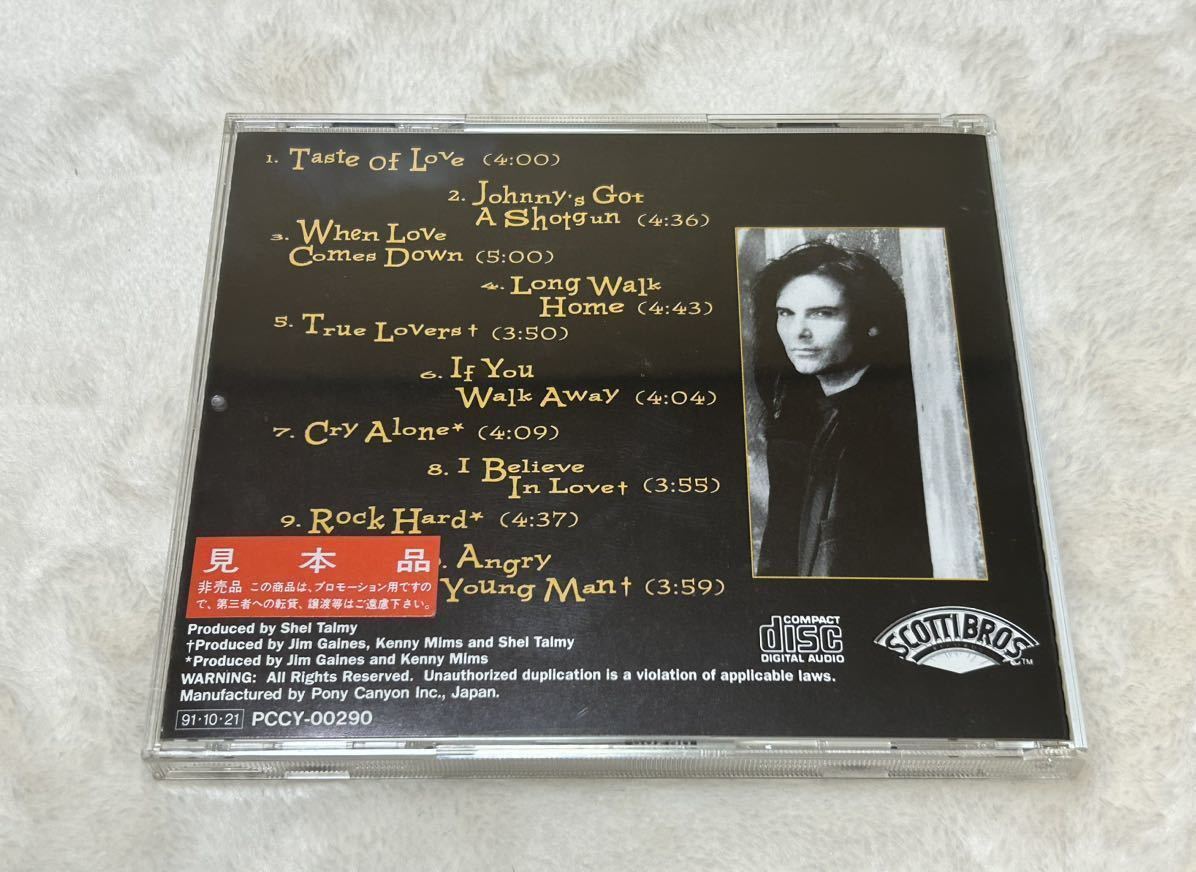 1. Taste of Love (4:00)
2. Johnny's Got
A Shotgun (4:36)
3. When Love
Comes Down (5:00)
4. Long Walk
Home (4:43)
5. True Lovers† (3:50)
6. If You
Walk Away (4:04)
7. Cry Alone* (4:09)
8. I Believe
In Love† (3:55)
9. Rock Hard* (4:37)
Angry
Young Man† (3:59)
見本品
非売品 この商品は、プロモーション用ですの
で、第三者への転貸、譲渡等はご遠慮下さい。
Produced by Shel Talmy
†Produced by Jim Gaines, Kenny Mims and Shel Talmy
*Produced by Jim Gaines and Kenny Mims
WARNING: All Rights Reserved. Unauthorized duplication is a violation of applicable laws.
Manufactured by Pony Canyon Inc., Japan.
91·10·21 PCCY-00290
COMPACT
disc
DIGITAL AUDIO
SCOTTI BROS.
TM